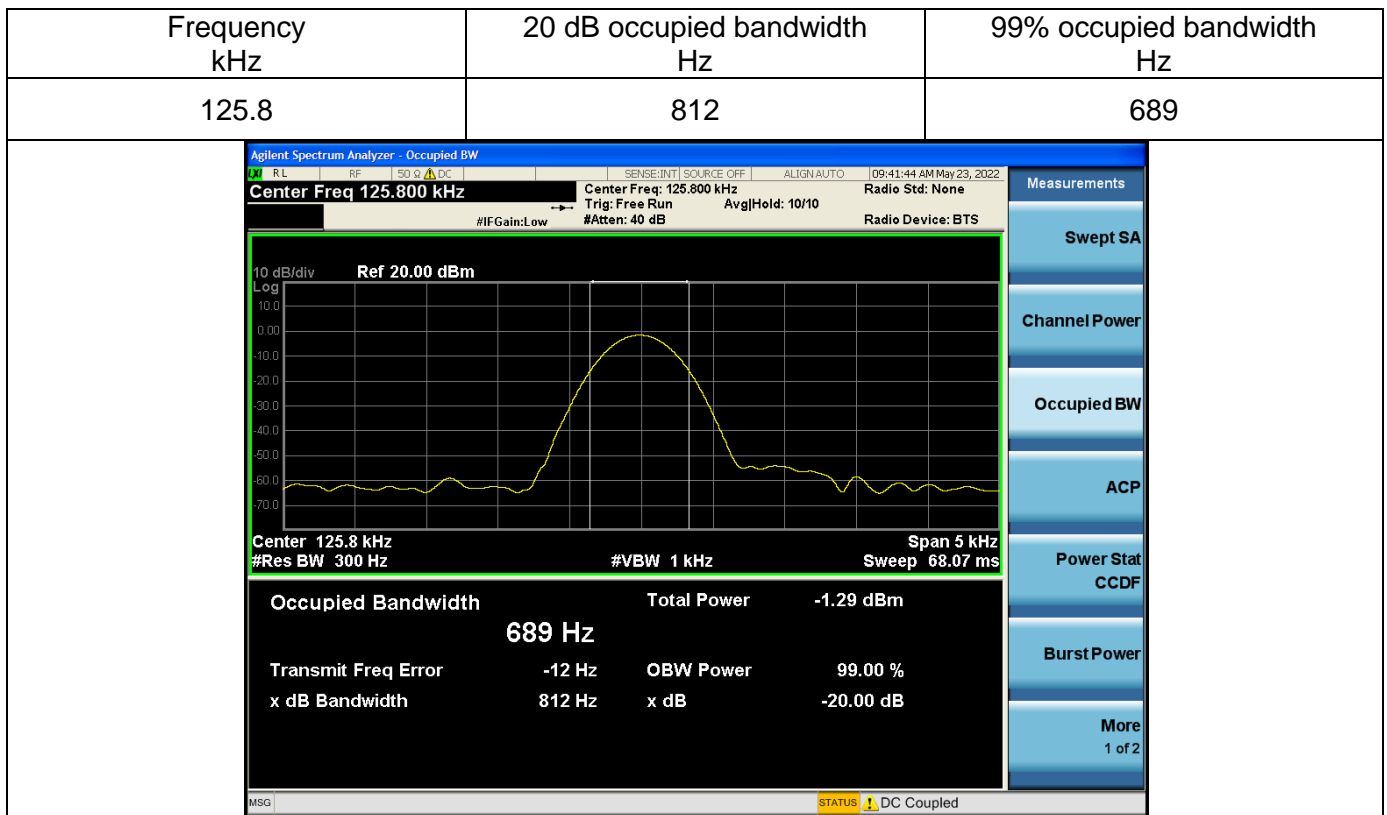 Frequency
kHz
20 dB occupied bandwidth
Hz
99% occupied bandwidth
Hz
125.8
812
689
Agilent Spectrum Analyzer - Occupied BW
LXI RL RF 50 Ω DC SENSE:INT SOURCE OFF ALIGN AUTO 09:41:44 AM May 23, 2022
Center Freq 125.800 kHz
Center Freq: 125.800 kHz
Radio Std: None
Trig: Free Run Avg|Hold: 10/10
#IFGain:Low #Atten: 40 dB Radio Device: BTS
10 dB/div Ref 20.00 dBm
Log
10.0
0.00
-10.0
-20.0
-30.0
-40.0
-50.0
-60.0
-70.0
Center 125.8 kHz Span 5 kHz
#Res BW 300 Hz #VBW 1 kHz Sweep 68.07 ms
Occupied Bandwidth Total Power -1.29 dBm
689 Hz
Transmit Freq Error -12 Hz OBW Power 99.00 %
x dB Bandwidth 812 Hz x dB -20.00 dB
MSG STATUS DC Coupled
Measurements
Swept SA
Channel Power
Occupied BW
ACP
Power Stat
CCDF
Burst Power
More
1 of 2